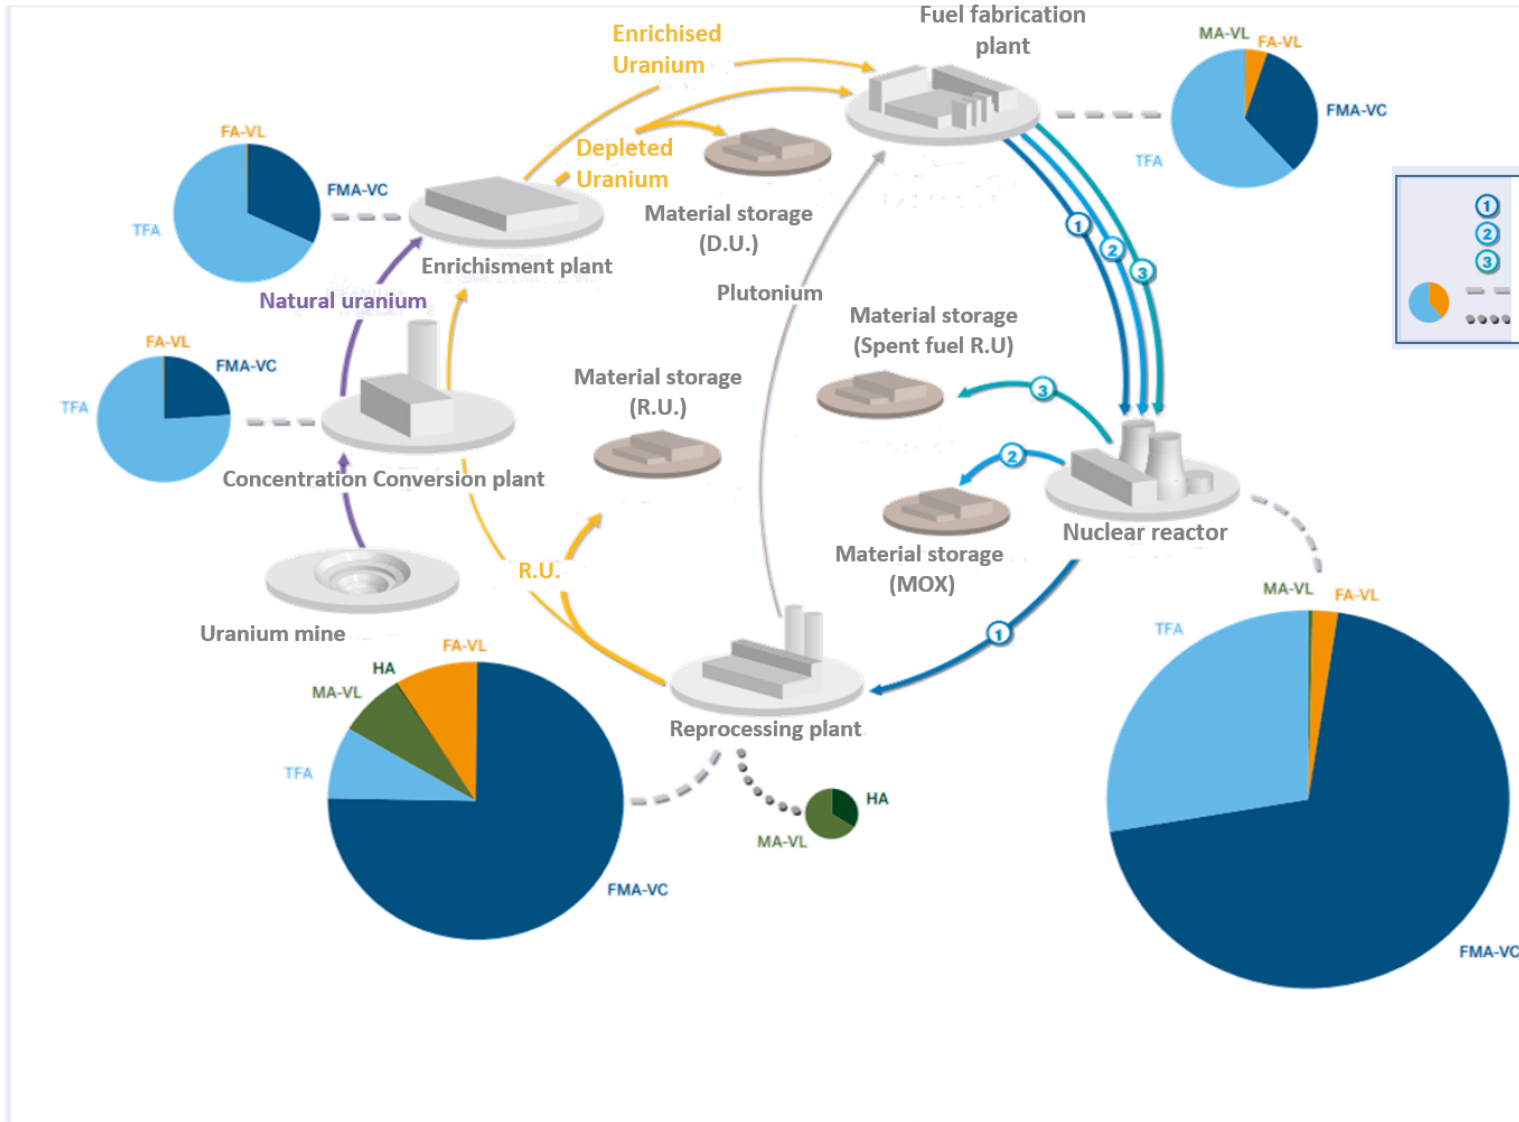 Fuel fabrication
plant
Enrichised
Uranium
MA-VL
FA-VL
FMA-VC
TFA
FA-VL
FMA-VC
TFA
Depleted
Uranium
Material storage
(D.U.)
Enrichisment plant
1
2
3
1
2
3
Natural uranium
Plutonium
Material storage
(Spent fuel R.U)
FA-VL
FMA-VC
TFA
Material storage
(R.U.)
3
2
Concentration Conversion plant
Nuclear reactor
Material storage
(MOX)
R.U.
Uranium mine
1
MA-VL
FA-VL
TFA
FMA-VC
FA-VL
HA
MA-VL
TFA
FMA-VC
Reprocessing plant
HA
MA-VL